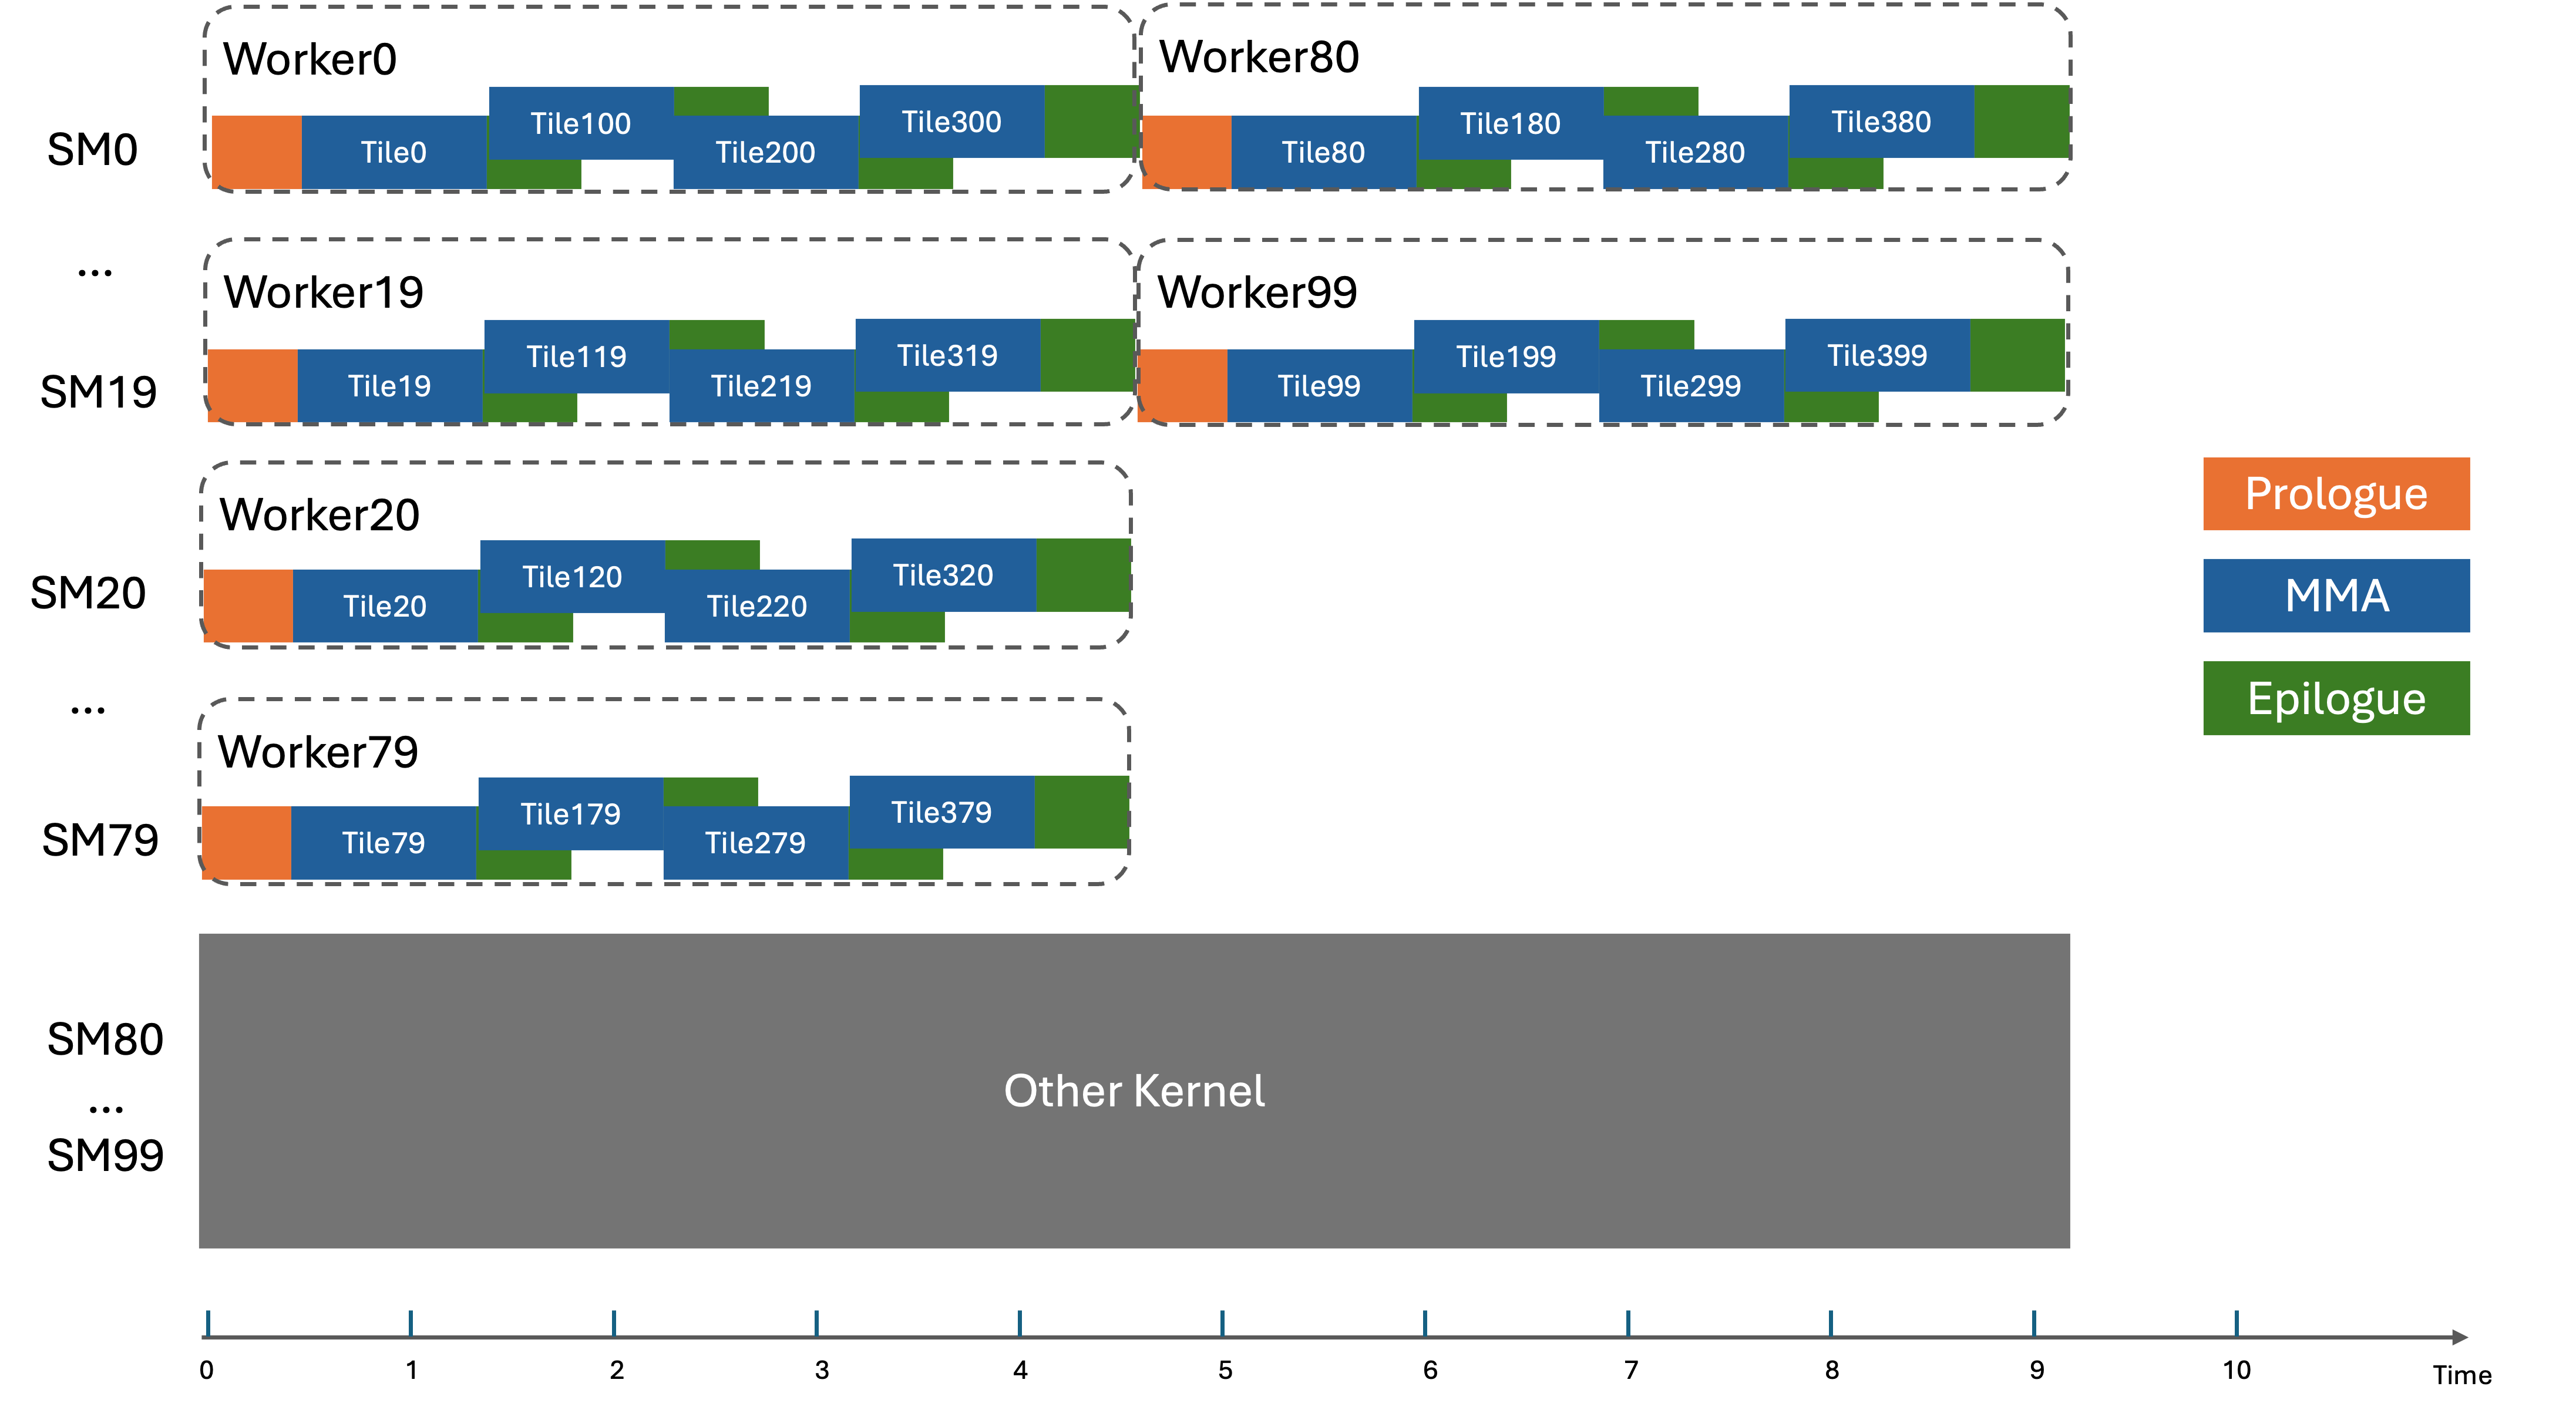 Worker0
Worker80
SM0
Tile0
Tile100
Tile200
Tile300
Tile80
Tile180
Tile280
Tile380
...
Worker19
Worker99
SM19
Tile19
Tile119
Tile219
Tile319
Tile99
Tile199
Tile299
Tile399
Worker20
SM20
Tile20
Tile120
Tile220
Tile320
Prologue
MMA
Epilogue
...
Worker79
SM79
Tile79
Tile179
Tile279
Tile379
SM80
...
SM99
Other Kernel
0 1 2 3 4 5 6 7 8 9 10 Time